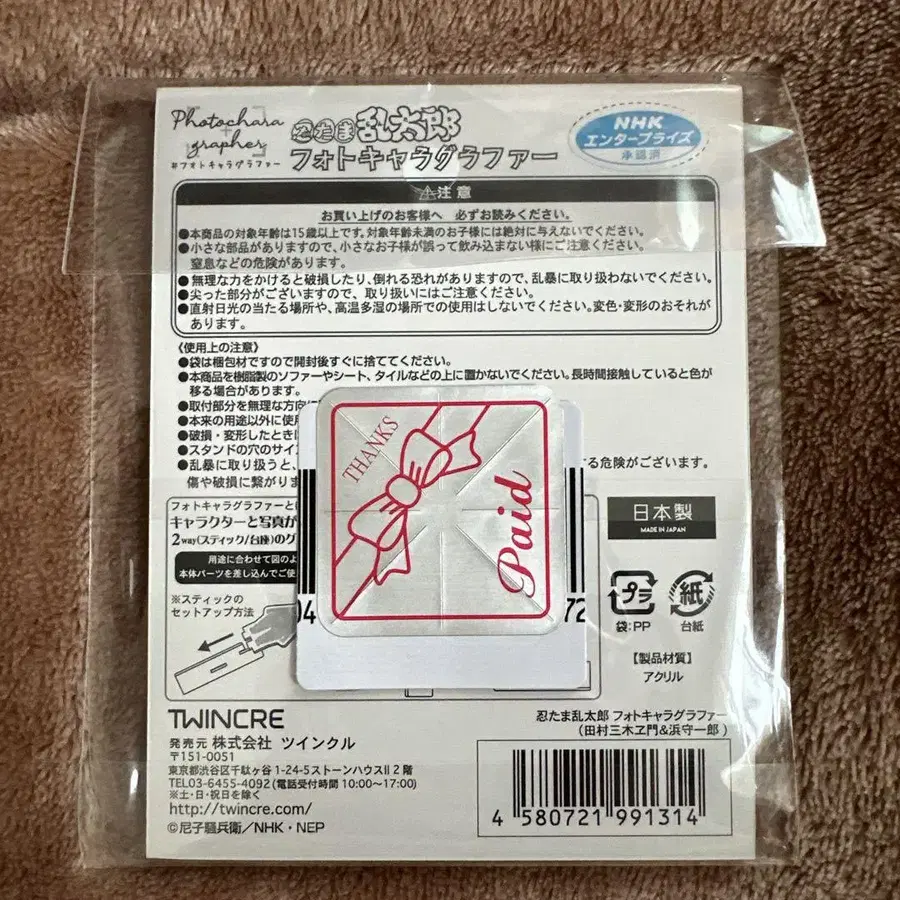 Photochara
+
grapher
#フォトキャラグラファー
忍たま乱太郎
フォトキャラグラファー
NHK
エンタープライズ
承認済
⚠注意
お買い上げのお客様へ 必ずお読みください。
●本商品の対象年齢は15歳以上です。対象年齢未満のお子様には絶対に与えないでください。
●小さな部品がありますので、小さなお子様が誤って飲み込まない様にご注意ください。
窒息などの危険があります。
●無理な力をかけると破損したり、倒れる恐れがありますので、乱暴に取り扱わないでください。
●尖った部分がございますので、取り扱いにはご注意ください。
●直射日光の当たる場所や、高温多湿の場所での使用はしないでください。変色・変形のおそれが
あります。
《使用上の注意》
●袋は梱包材ですので開封後すぐに捨ててください。
●本商品を樹脂製のソファーやシート、タイルなどの上に置かないでください。長時間接触していると色が
移る場合があります。
●取付部分を無理な方向に
●本来の用途以外に使用
●破損・変形したときに
●スタンドの穴のサイズ
●乱暴に取り扱うと、
する危険がございます。
傷や破損に繋がりま
THANKS
Paid
フォトキャラグラファーと
キャラクターと写真が
2way(スティック/台座)のグ
用途に合わせて図のよ
本体パーツを差し込んでご使
※スティックの
セットアップ方法
04
72
日本製
MADE IN JAPAN
プラ
袋:PP
紙
台紙
【製品材質】
アクリル
TWINCRE
発売元 株式会社 ツインクル
〒151-0051
東京都渋谷区千駄ヶ谷1-24-5ストーンハウスⅡ2階
TEL03-6455-4092(電話受付時間 10:00〜17:00)
※土・日・祝日を除く
http://twincre.com/
©尼子騒兵衛/NHK・NEP
忍たま乱太郎 フォトキャラグラファー
(田村三木ヱ門&浜守一郎)
4 580721 991314